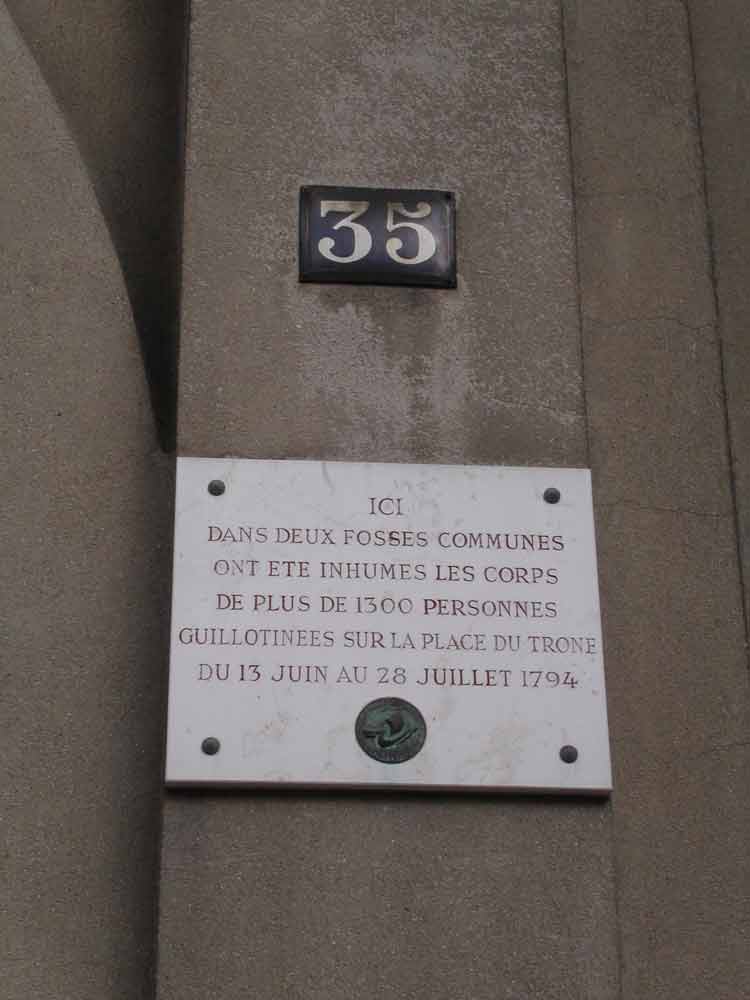 35
ICI
DANS DEUX FOSSES COMMUNES
ONT ETE INHUMES LES CORPS
DE PLUS DE 1300 PERSONNES
GUILLOTINEES SUR LA PLACE DU TRONE
DU 13 JUIN AU 28 JUILLET 1794